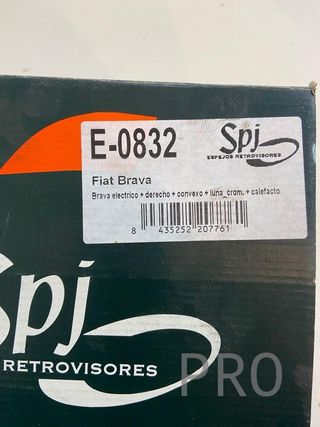 E-0832
Spj
ESPEJOS RETROVISORES
Fiat Brava
Brava electrico + derecho + convexo + luna_crom. + calefacto
8 435252 207761
Spj
RETROVISORES
PRO